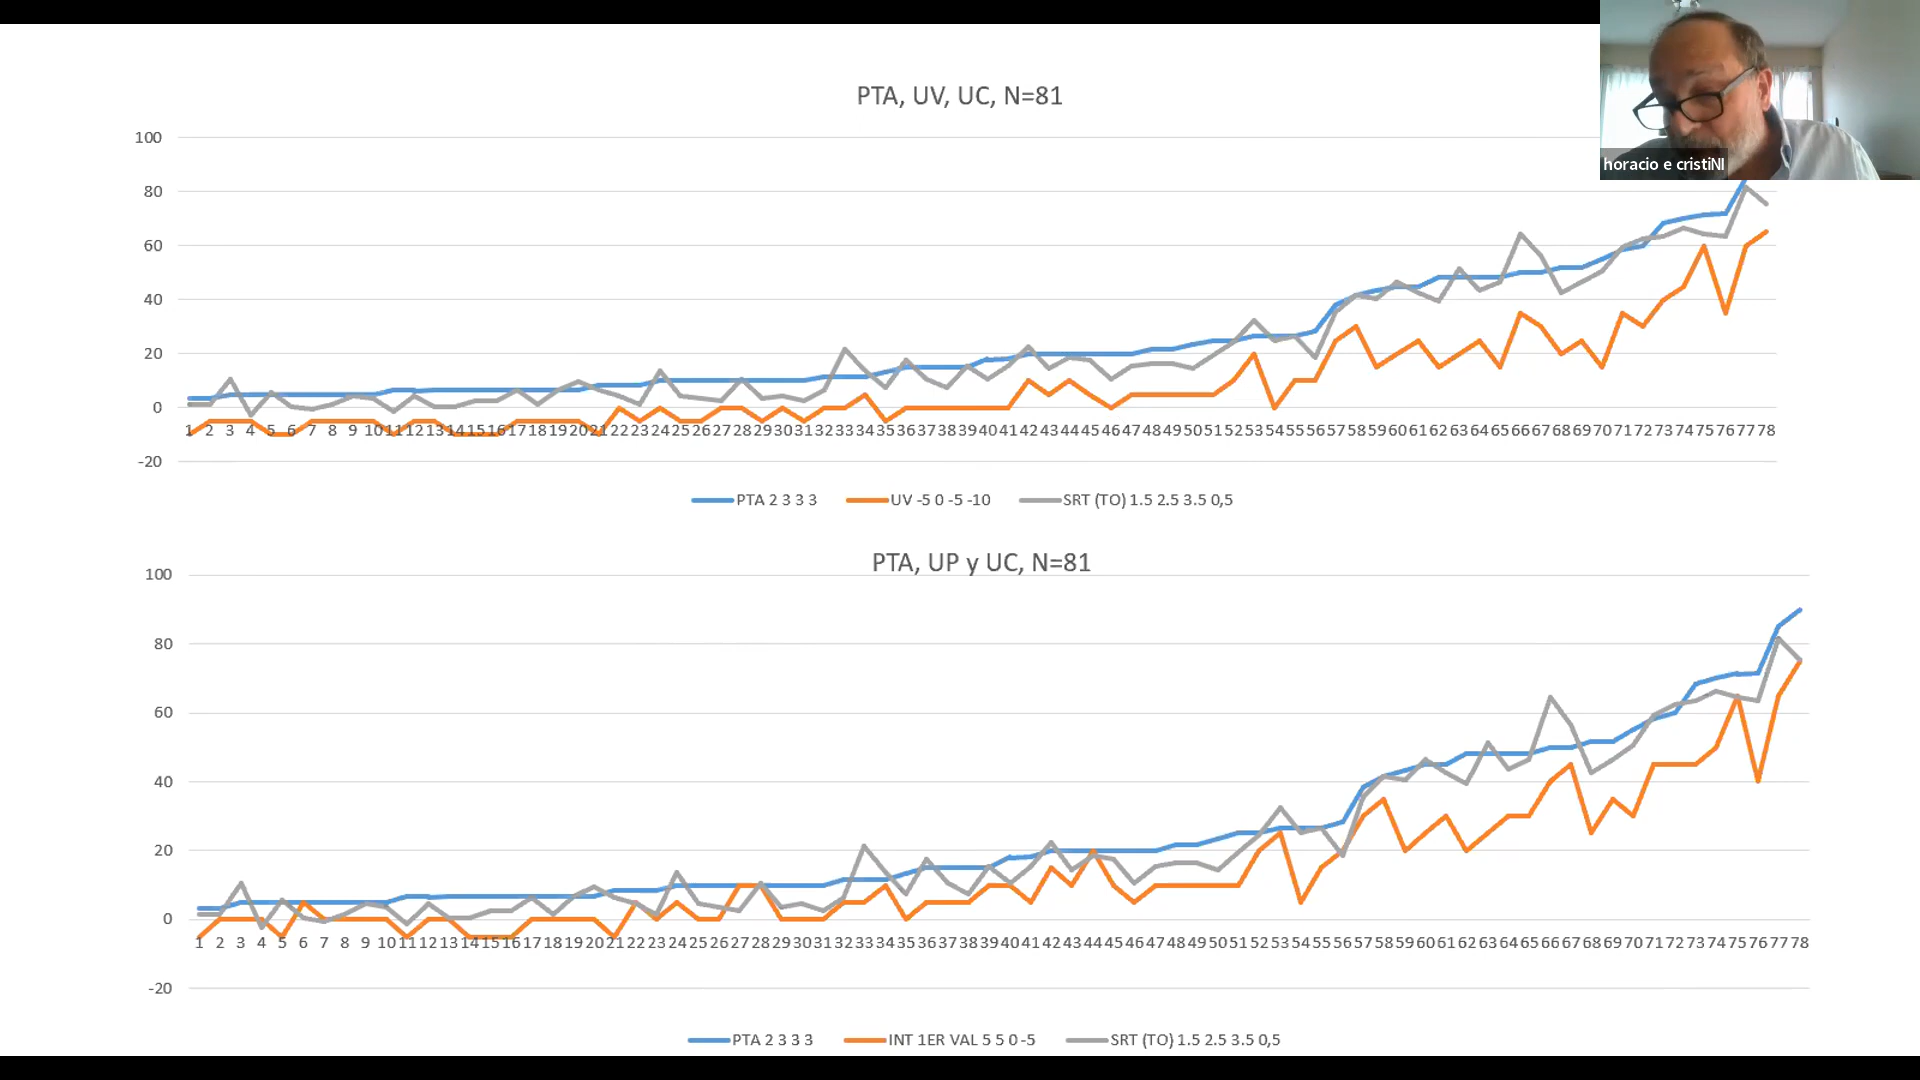 PTA, UV, UC, N=81
horacio e cristiNI
100
80
60
40
20
0
1 2 3 4 5 6 7 8 9 10 11 12 13 14 15 16 17 18 19 20 21 22 23 24 25 26 27 28 29 30 31 32 33 34 35 36 37 38 39 40 41 42 43 44 45 46 47 48 49 50 51 52 53 54 55 56 57 58 59 60 61 62 63 64 65 66 67 68 69 70 71 72 73 74 75 76 77 78
-20
PTA 2 3 3 3 UV -5 0 -5 -10 SRT (TO) 1.5 2.5 3.5 0,5
PTA, UP y UC, N=81
100
80
60
40
20
0
1 2 3 4 5 6 7 8 9 10 11 12 13 14 15 16 17 18 19 20 21 22 23 24 25 26 27 28 29 30 31 32 33 34 35 36 37 38 39 40 41 42 43 44 45 46 47 48 49 50 51 52 53 54 55 56 57 58 59 60 61 62 63 64 65 66 67 68 69 70 71 72 73 74 75 76 77 78
-20
PTA 2 3 3 3 INT 1ER VAL 5 5 0 -5 SRT (TO) 1.5 2.5 3.5 0,5